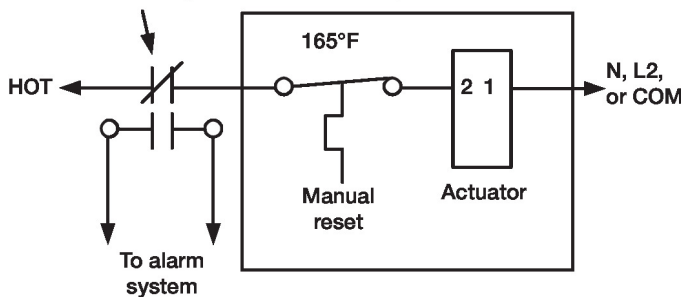 165°F
HOT
2 1
N, L2,
or COM
Manual
reset
Actuator
To alarm
system